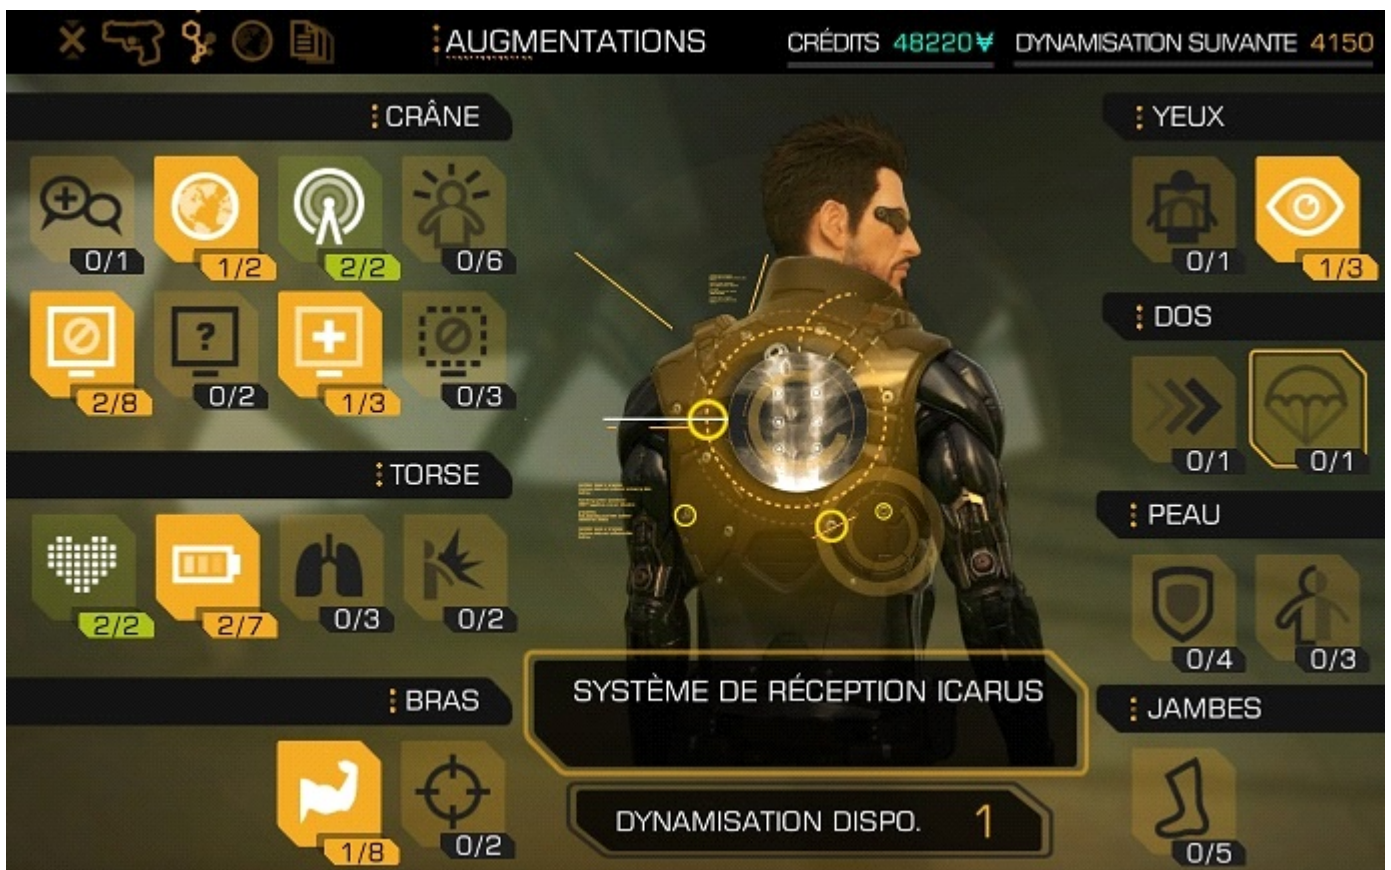 AUGMENTATIONS
CRÉDITS 48220
DYNAMISATION SUIVANTE 4150
CRÂNE
0/1 1/2 2/2 0/6
?
2/8 0/2 1/3 0/3
TORSE
2/2 2/7 0/3 0/2
BRAS
1/8 0/2
SYSTÈME DE RÉCEPTION ICARUS
DYNAMISATION DISPO. 1
YEUX
0/1 1/3
DOS
0/1 0/1
PEAU
0/4 0/3
JAMBES
0/5